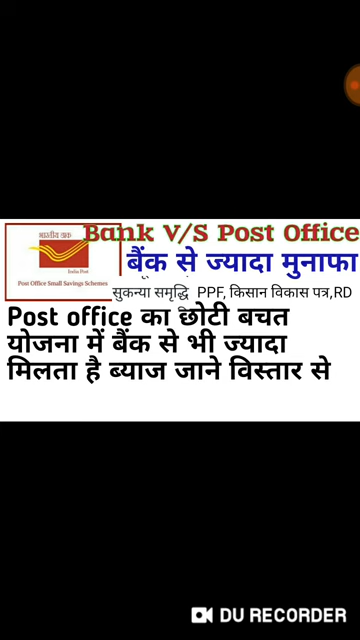 Bank V/S Post Office
भारतीय डाक
India Post
Post Office Small Savings Schemes
बैंक से ज्यादा मुनाफा
सुकन्या समृद्धि PPF, किसान विकास पत्र,RD
Post office का छोटी बचत
योजना में बैंक से भी ज्यादा
मिलता है ब्याज जाने विस्तार से
DU RECORDER